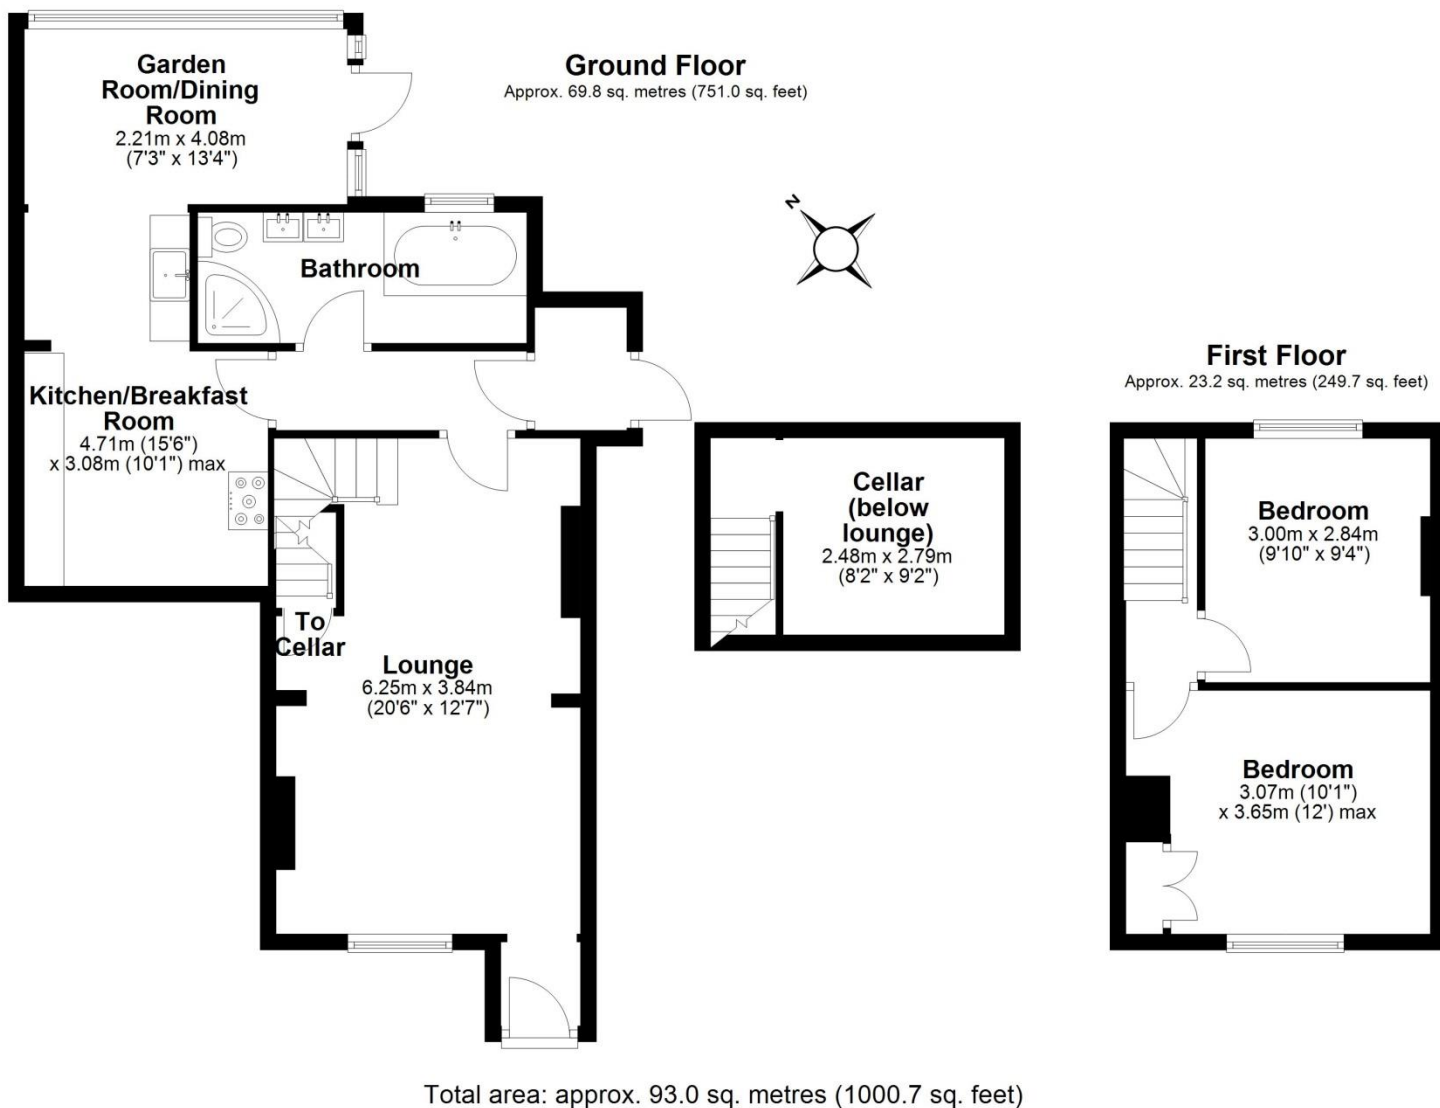 Garden
Room/Dining
Room
2.21m x 4.08m
(7'3" x 13'4")
Ground Floor
Approx. 69.8 sq. metres (751.0 sq. feet)
N
Bathroom
Kitchen/Breakfast
Room
4.71m (15'6")
x 3.08m (10'1") max
To
Cellar
Lounge
6.25m x 3.84m
(20'6" x 12'7")
Cellar
(below
lounge)
2.48m x 2.79m
(8'2" x 9'2")
First Floor
Approx. 23.2 sq. metres (249.7 sq. feet)
Bedroom
3.00m x 2.84m
(9'10" x 9'4")
Bedroom
3.07m (10'1")
x 3.65m (12') max
Total area: approx. 93.0 sq. metres (1000.7 sq. feet)